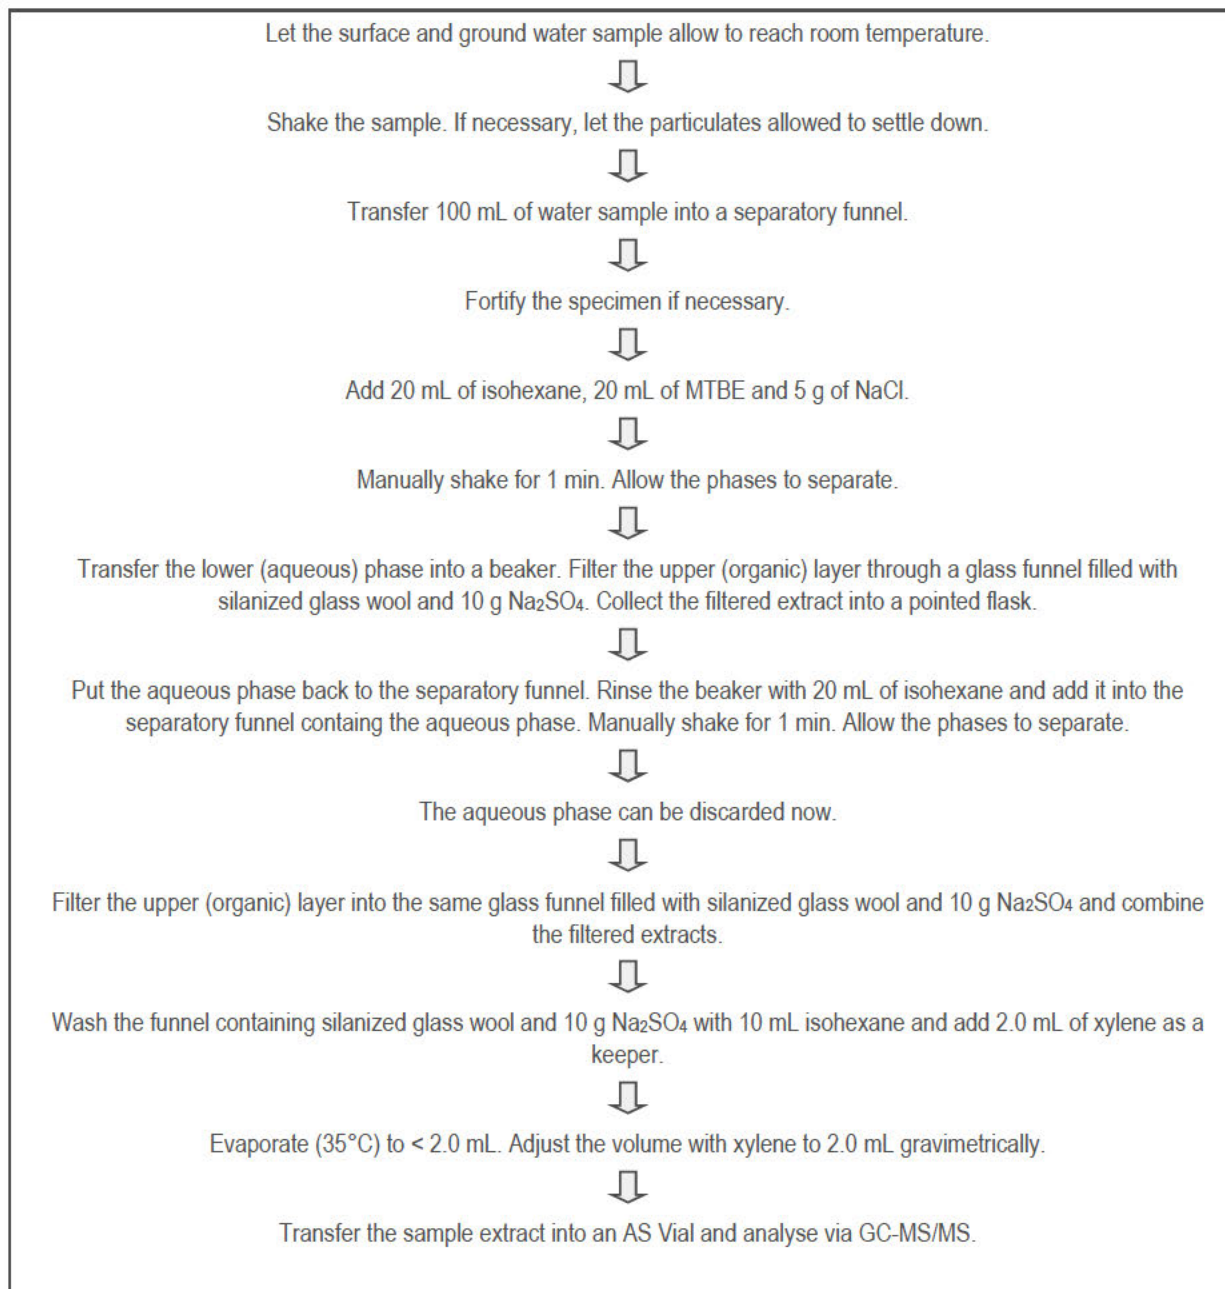 Let the surface and ground water sample allow to reach room temperature.
Shake the sample. If necessary, let the particulates allowed to settle down.
Transfer 100 mL of water sample into a separatory funnel.
Fortify the specimen if necessary.
Add 20 mL of isohexane, 20 mL of MTBE and 5 g of NaCl.
Manually shake for 1 min. Allow the phases to separate.
Transfer the lower (aqueous) phase into a beaker. Filter the upper (organic) layer through a glass funnel filled with
silanized glass wool and 10 g Na₂SO₄. Collect the filtered extract into a pointed flask.
Put the aqueous phase back to the separatory funnel. Rinse the beaker with 20 mL of isohexane and add it into the
separatory funnel containg the aqueous phase. Manually shake for 1 min. Allow the phases to separate.
The aqueous phase can be discarded now.
Filter the upper (organic) layer into the same glass funnel filled with silanized glass wool and 10 g Na₂SO₄ and combine
the filtered extracts.
Wash the funnel containing silanized glass wool and 10 g Na₂SO₄ with 10 mL isohexane and add 2.0 mL of xylene as a
keeper.
Evaporate (35°C) to < 2.0 mL. Adjust the volume with xylene to 2.0 mL gravimetrically.
Transfer the sample extract into an AS Vial and analyse via GC-MS/MS.